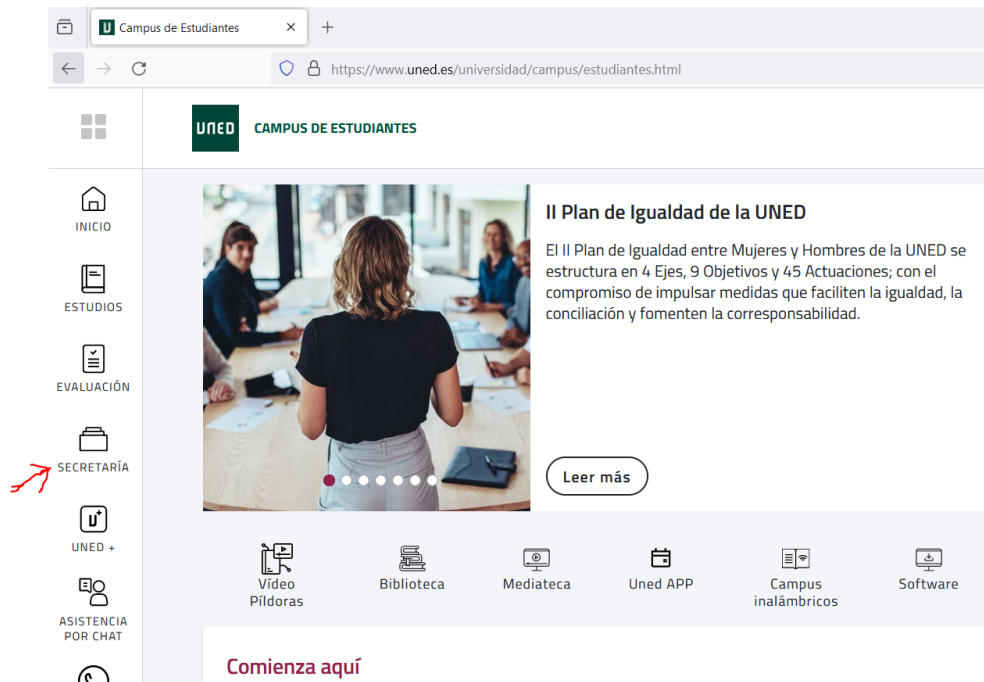 Campus de Estudiantes
https://www.uned.es/universidad/campus/estudiantes.html
UNED
CAMPUS DE ESTUDIANTES
INICIO
ESTUDIOS
EVALUACIÓN
SECRETARÍA
UNED +
ASISTENCIA
POR CHAT
II Plan de Igualdad de la UNED
El II Plan de Igualdad entre Mujeres y Hombres de la UNED se
estructura en 4 Ejes, 9 Objetivos y 45 Actuaciones; con el
compromiso de impulsar medidas que faciliten la igualdad, la
conciliación y fomenten la corresponsabilidad.
Leer más
Vídeo
Píldoras
Biblioteca
Mediateca
Uned APP
Campus
inalámbricos
Software
Comienza aquí